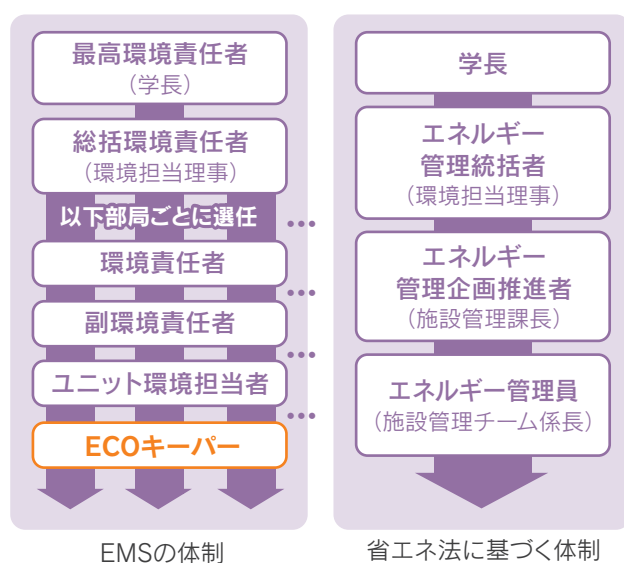 最高環境責任者
（学長）
総括環境責任者
（環境担当理事）
以下部局ごとに選任
…
環境責任者
…
副環境責任者
…
ユニット環境担当者
…
ECOキーパー
EMSの体制
学長
エネルギー
管理統括者
（環境担当理事）
エネルギー
管理企画推進者
（施設管理課長）
エネルギー管理員
（施設管理チーム係長）
省エネ法に基づく体制